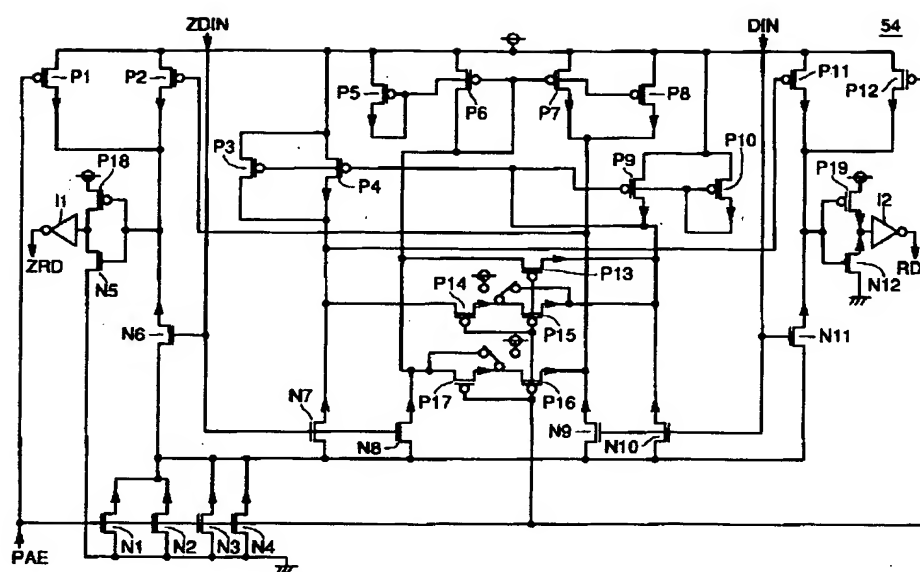 ZDIN DIN 54
P1 P2 P5 P6 P7 P8 P11 P12
P3 P4 P9 P10
P18 P19
I1 I2
ZRD N5 P13 N12 RD
P14 P15
N6 N11
P17 P16
N7 N8 N9 N10
PAE N1 N2 N3 N4